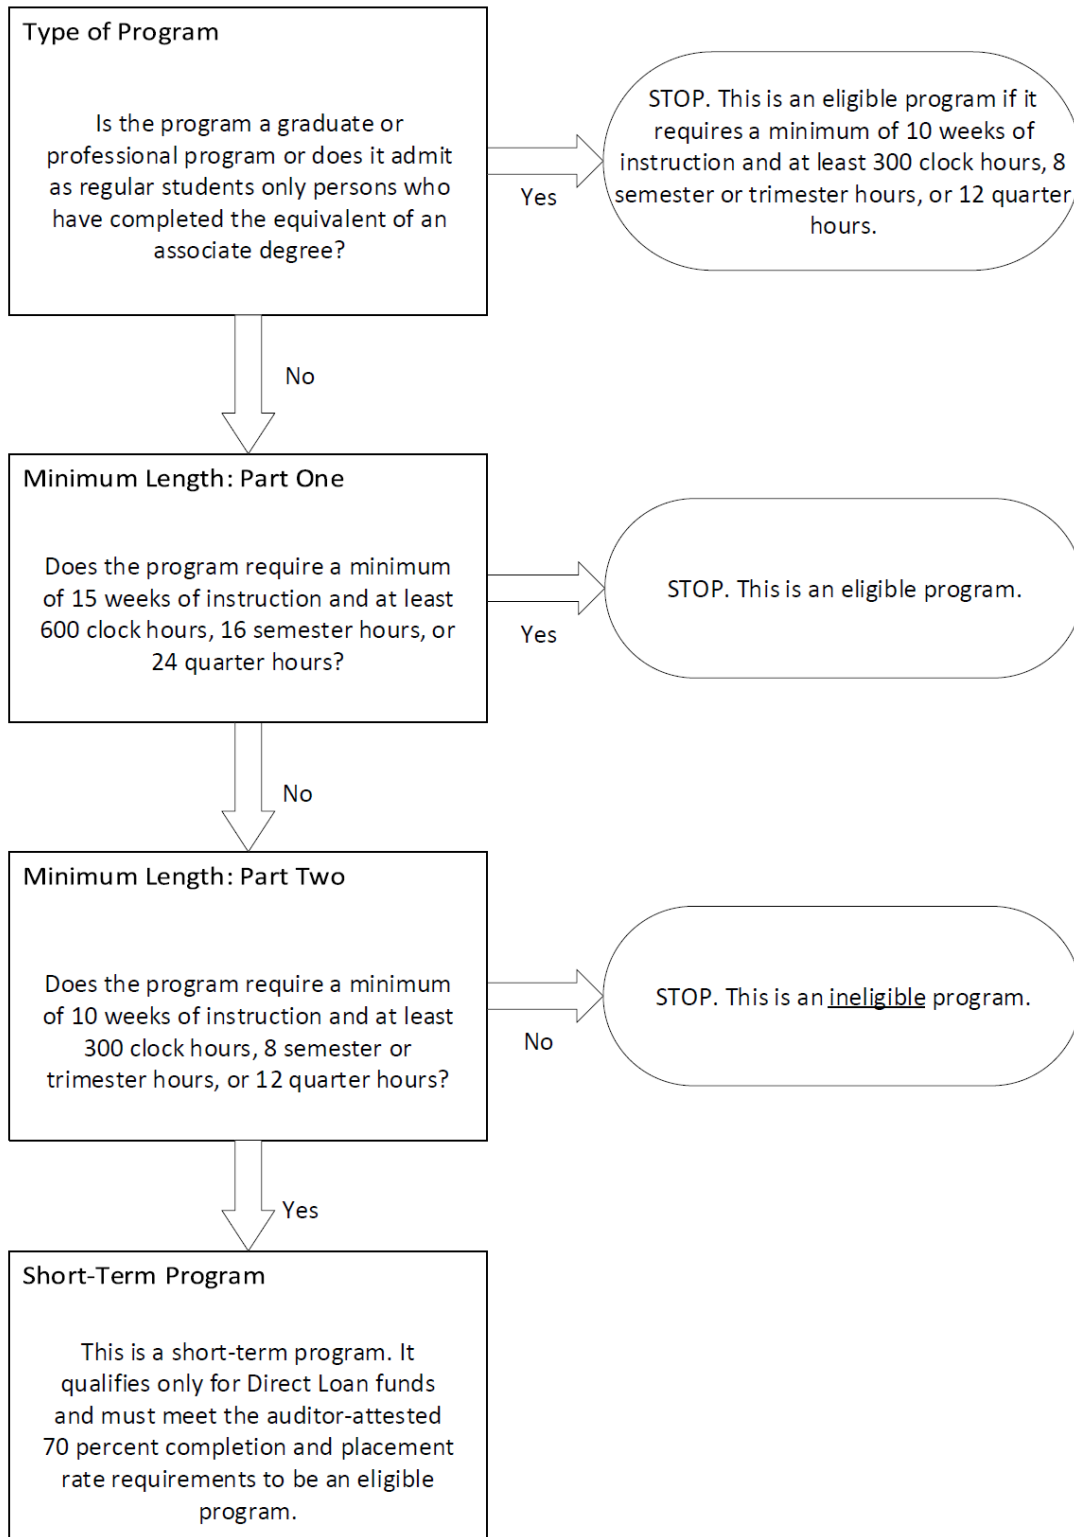 Type of Program
Is the program a graduate or
professional program or does it admit
as regular students only persons who
have completed the equivalent of an
associate degree?
Yes
STOP. This is an eligible program if it
requires a minimum of 10 weeks of
instruction and at least 300 clock hours, 8
semester or trimester hours, or 12 quarter
hours.
No
Minimum Length: Part One
Does the program require a minimum
of 15 weeks of instruction and at least
600 clock hours, 16 semester hours, or
24 quarter hours?
Yes
STOP. This is an eligible program.
No
Minimum Length: Part Two
Does the program require a minimum
of 10 weeks of instruction and at least
300 clock hours, 8 semester or
trimester hours, or 12 quarter hours?
No
STOP. This is an ineligible program.
Yes
Short-Term Program
This is a short-term program. It
qualifies only for Direct Loan funds
and must meet the auditor-attested
70 percent completion and placement
rate requirements to be an eligible
program.